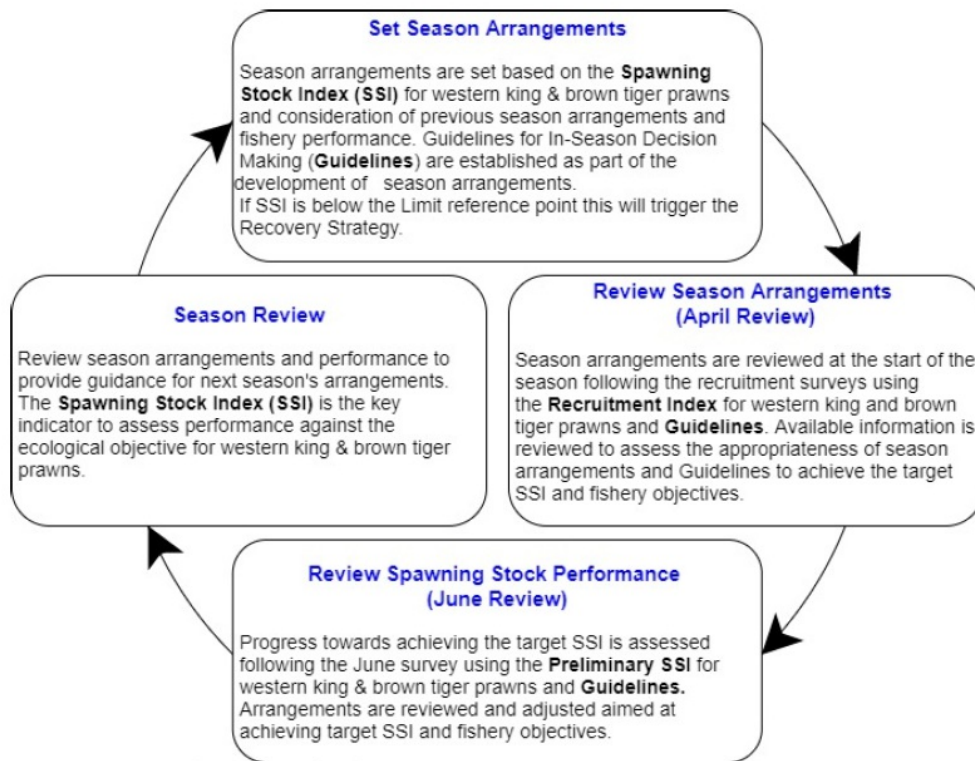 Set Season Arrangements
Season arrangements are set based on the Spawning
Stock Index (SSI) for western king & brown tiger prawns
and consideration of previous season arrangements and
fishery performance. Guidelines for In-Season Decision
Making (Guidelines) are established as part of the
development of season arrangements.
If SSI is below the Limit reference point this will trigger the
Recovery Strategy.
Review Season Arrangements
(April Review)
Season arrangements are reviewed at the start of the
season following the recruitment surveys using
the Recruitment Index for western king and brown
tiger prawns and Guidelines. Available information is
reviewed to assess the appropriateness of season
arrangements and Guidelines to achieve the target
SSI and fishery objectives.
Review Spawning Stock Performance
(June Review)
Progress towards achieving the target SSI is assessed
following the June survey using the Preliminary SSI for
western king & brown tiger prawns and Guidelines.
Arrangements are reviewed and adjusted aimed at
achieving target SSI and fishery objectives.
Season Review
Review season arrangements and performance to
provide guidance for next season's arrangements.
The Spawning Stock Index (SSI) is the key
indicator to assess performance against the
ecological objective for western king & brown tiger
prawns.